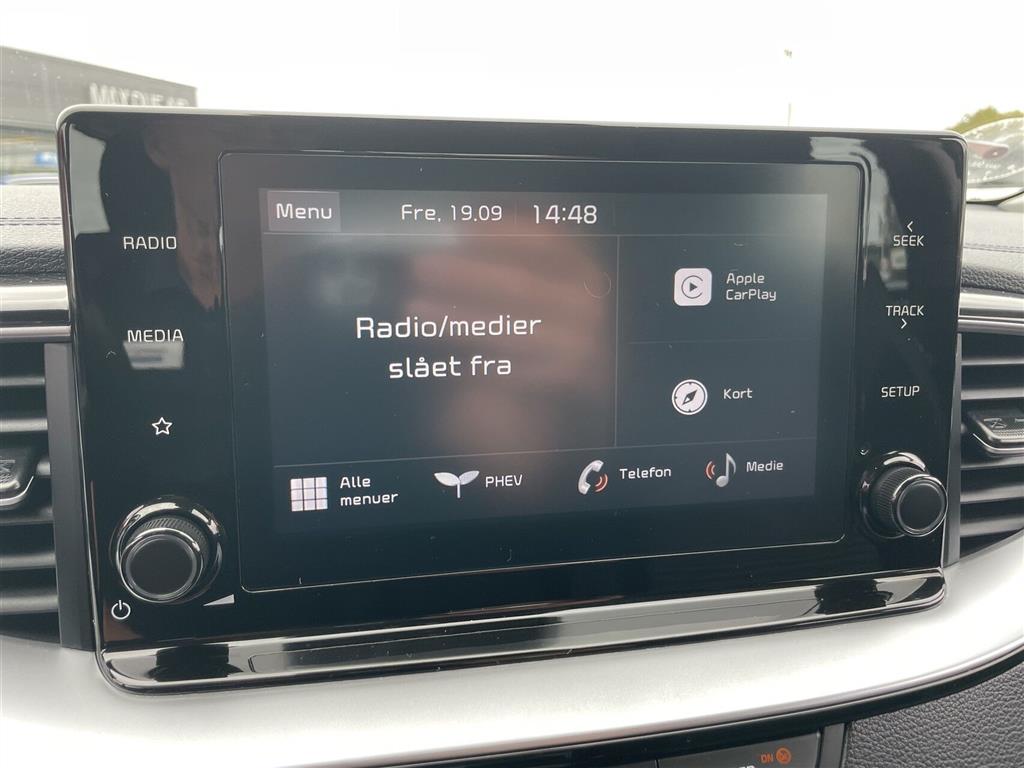 RADIO
MEDIA
Menu
Fre, 19.09
14:48
Radio/medier
slået fra
Apple
CarPlay
Kort
Alle
menuer
PHEV
Telefon
Medie
SEEK
TRACK
SETUP
ON